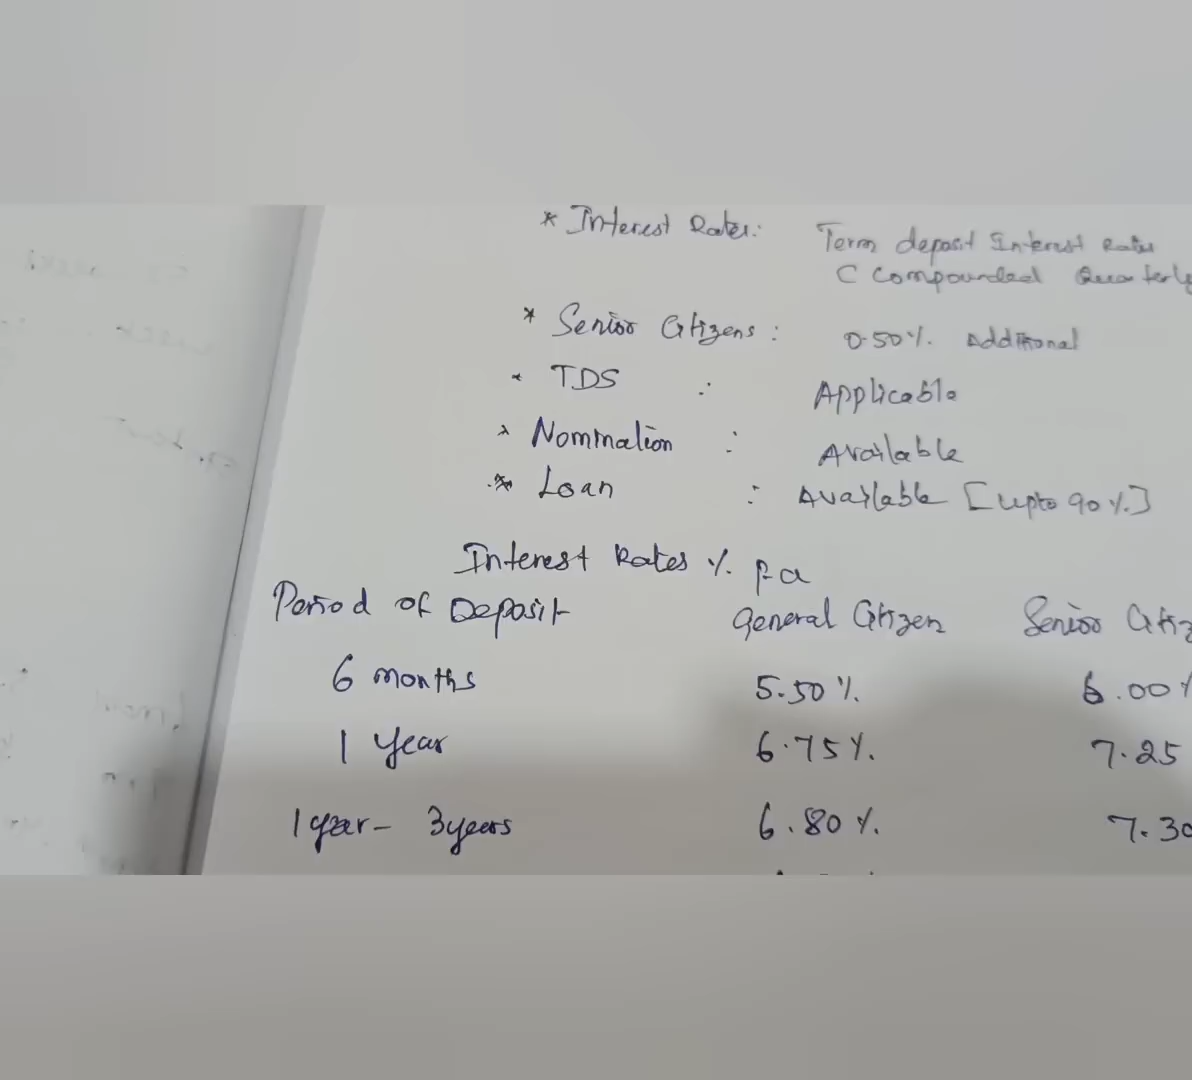 * Interest Rates: Term deposit Interest Rates
( Compounded Quarterly
* Senior Citizens : 0.50%. Additional
* TDS : Applicable
* Nomination : Available
* Loan : Available [upto 90%]
Interest Rates % p.a
Period of Deposit General Citizen Senior Citiz
6 months 5.50% 6.00%
1 Year 6.75%. 7.25
1 year - 3 years 6.80%. 7.30